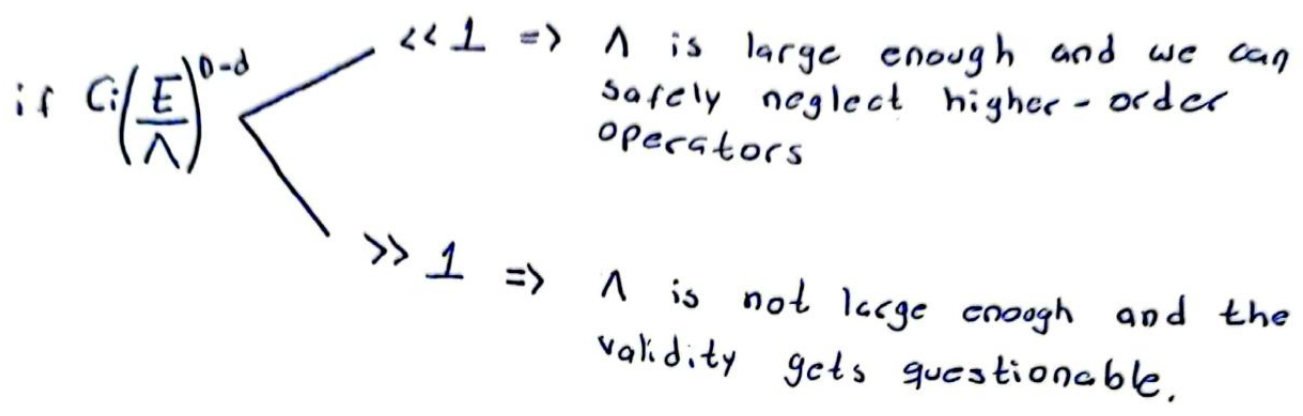 if Ci(E/Λ)^D-d
<< 1 => Λ is large enough and we can
safely neglect higher-order
operators
>> 1 => Λ is not large enough and the
validity gets questionable.